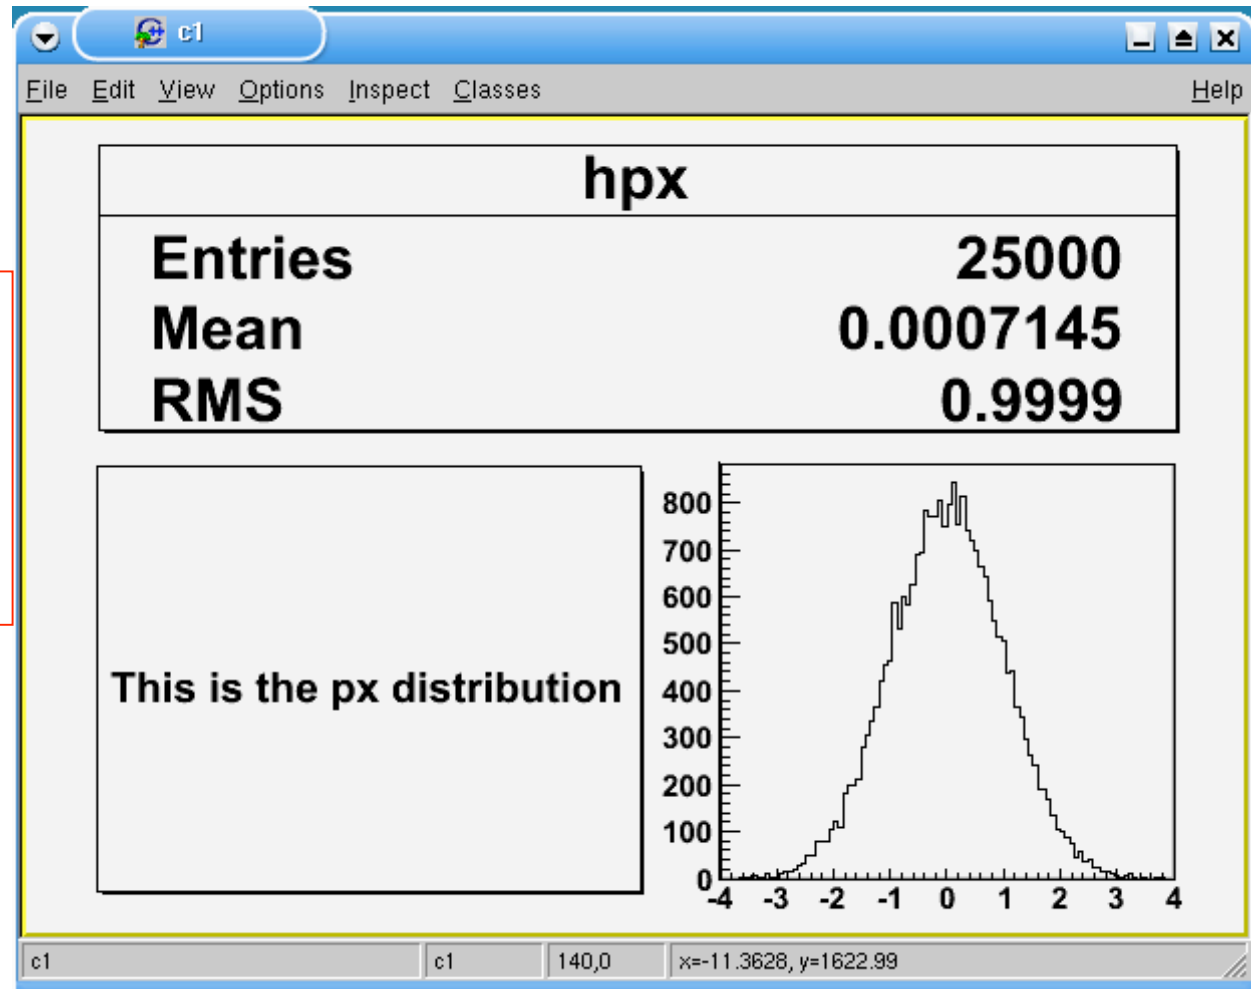 c1
File Edit View Options Inspect Classes Help
hpx
Entries 25000
Mean 0.0007145
RMS 0.9999
This is the px distribution
800
700
600
500
400
300
200
100
0
-4 -3 -2 -1 0 1 2 3 4
c1 c1 140,0 x=-11.3628, y=1622.99